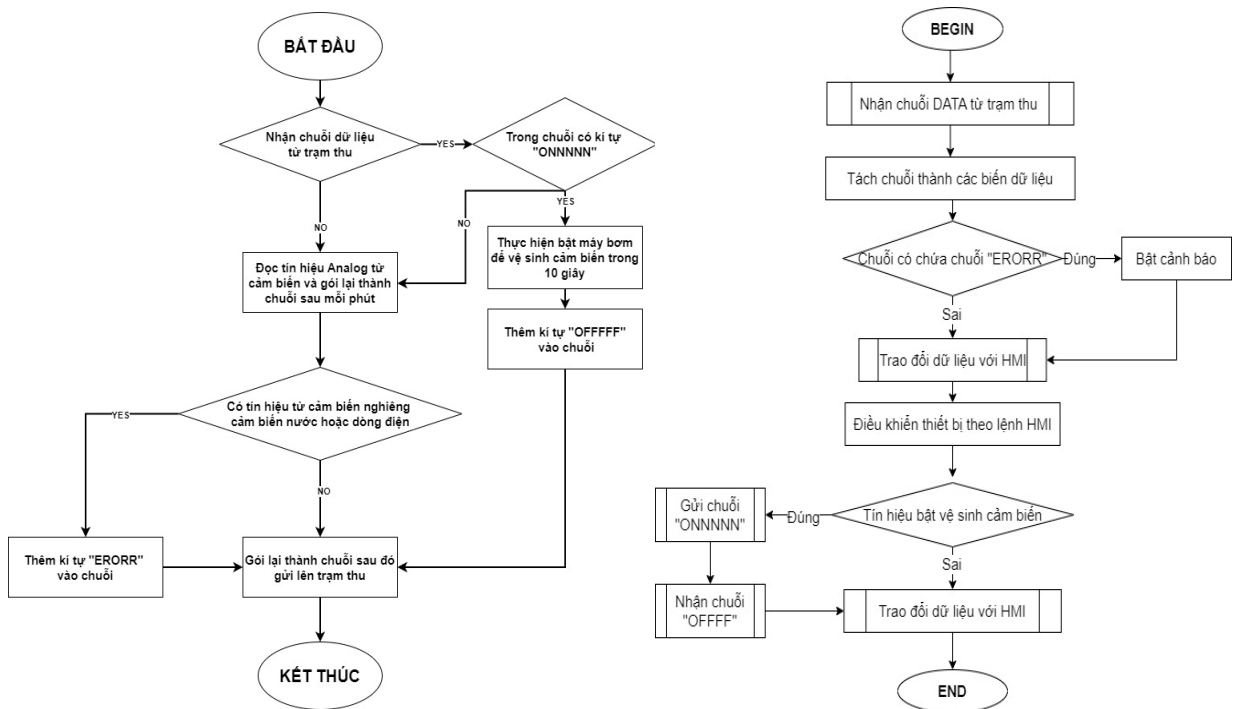 BẮT ĐẦU
Nhận chuỗi dữ liệu
từ trạm thu
YES
Trong chuỗi có kí tự
"ONNNNN"
NO
NO
YES
Đọc tín hiệu Analog từ
cảm biến và gói lại thành
chuỗi sau mỗi phút
Thực hiện bật máy bơm
để vệ sinh cảm biến trong
10 giây
Thêm kí tự "OFFFFF"
vào chuỗi
Có tín hiệu từ cảm biến nghiêng
cảm biến nước hoặc dòng điện
YES
NO
Thêm kí tự "ERORR"
vào chuỗi
Gói lại thành chuỗi sau đó
gửi lên trạm thu
KẾT THÚC
BEGIN
Nhận chuỗi DATA từ trạm thu
Tách chuỗi thành các biến dữ liệu
Chuỗi có chứa chuỗi "ERORR"
Đúng
Bật cảnh báo
Sai
Trao đổi dữ liệu với HMI
Điều khiển thiết bị theo lệnh HMI
Tín hiệu bật vệ sinh cảm biến
Đúng
Gửi chuỗi
"ONNNNN"
Sai
Nhận chuỗi
"OFFFF"
Trao đổi dữ liệu với HMI
END